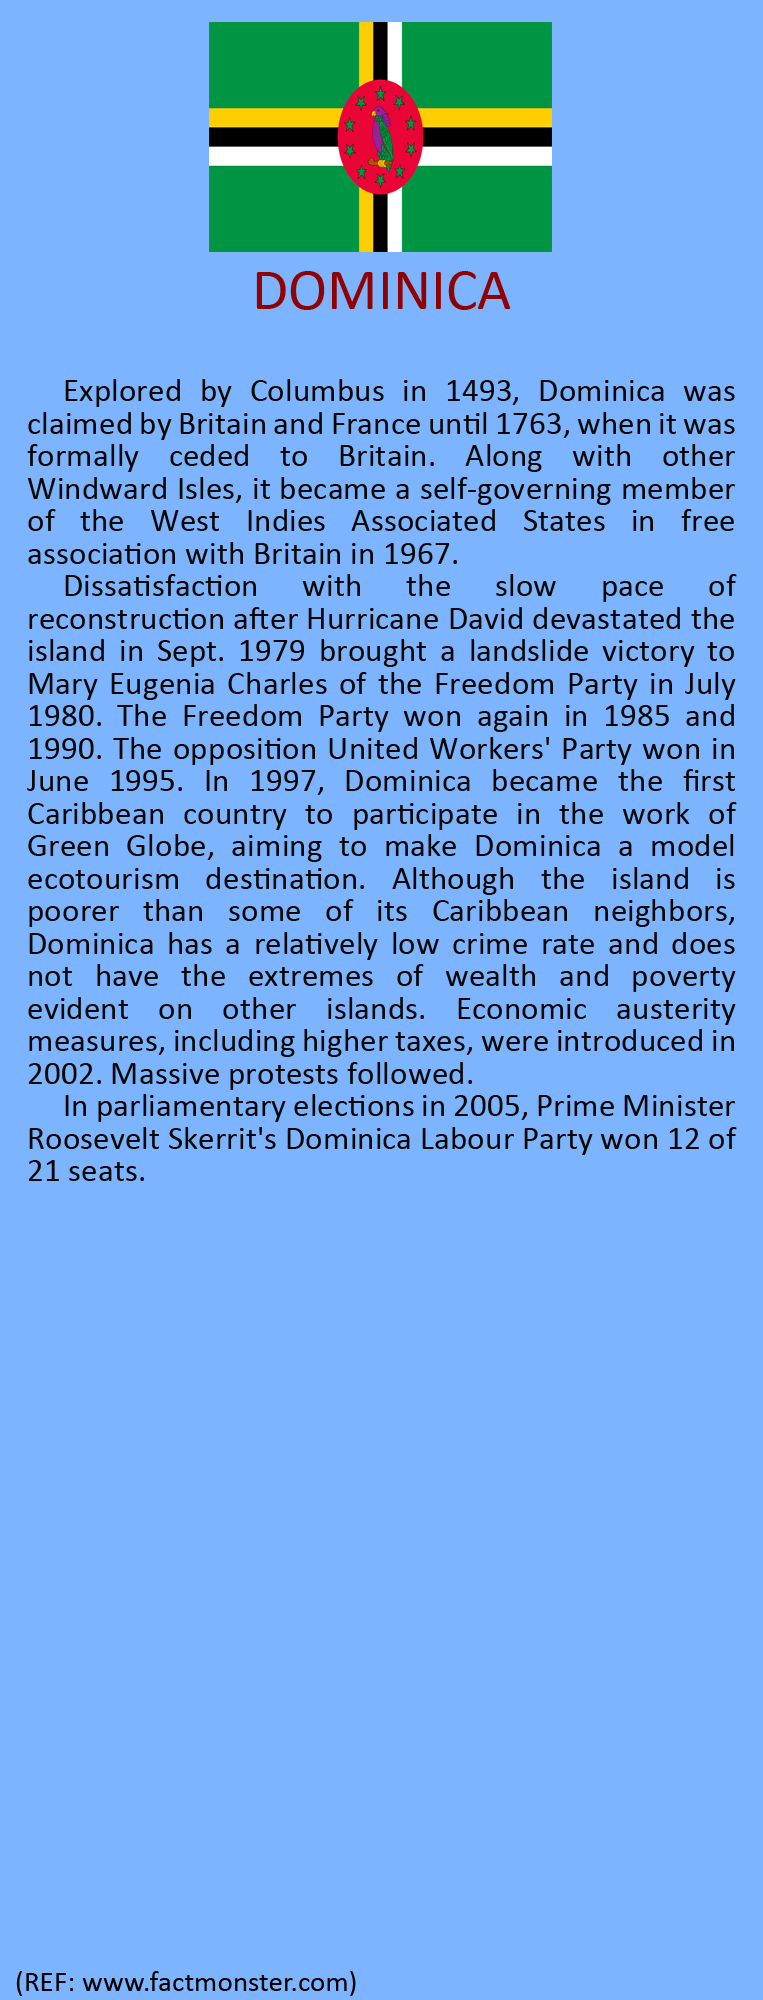 DOMINICA
Explored by Columbus in 1493, Dominica was
claimed by Britain and France until 1763, when it was
formally ceded to Britain. Along with other
Windward Isles, it became a self-governing member
of the West Indies Associated States in free
association with Britain in 1967.
Dissatisfaction with the slow pace of
reconstruction after Hurricane David devastated the
island in Sept. 1979 brought a landslide victory to
Mary Eugenia Charles of the Freedom Party in July
1980. The Freedom Party won again in 1985 and
1990. The opposition United Workers' Party won in
June 1995. In 1997, Dominica became the first
Caribbean country to participate in the work of
Green Globe, aiming to make Dominica a model
ecotourism destination. Although the island is
poorer than some of its Caribbean neighbors,
Dominica has a relatively low crime rate and does
not have the extremes of wealth and poverty
evident on other islands. Economic austerity
measures, including higher taxes, were introduced in
2002. Massive protests followed.
In parliamentary elections in 2005, Prime Minister
Roosevelt Skerrit's Dominica Labour Party won 12 of
21 seats.
(REF: www.factmonster.com)